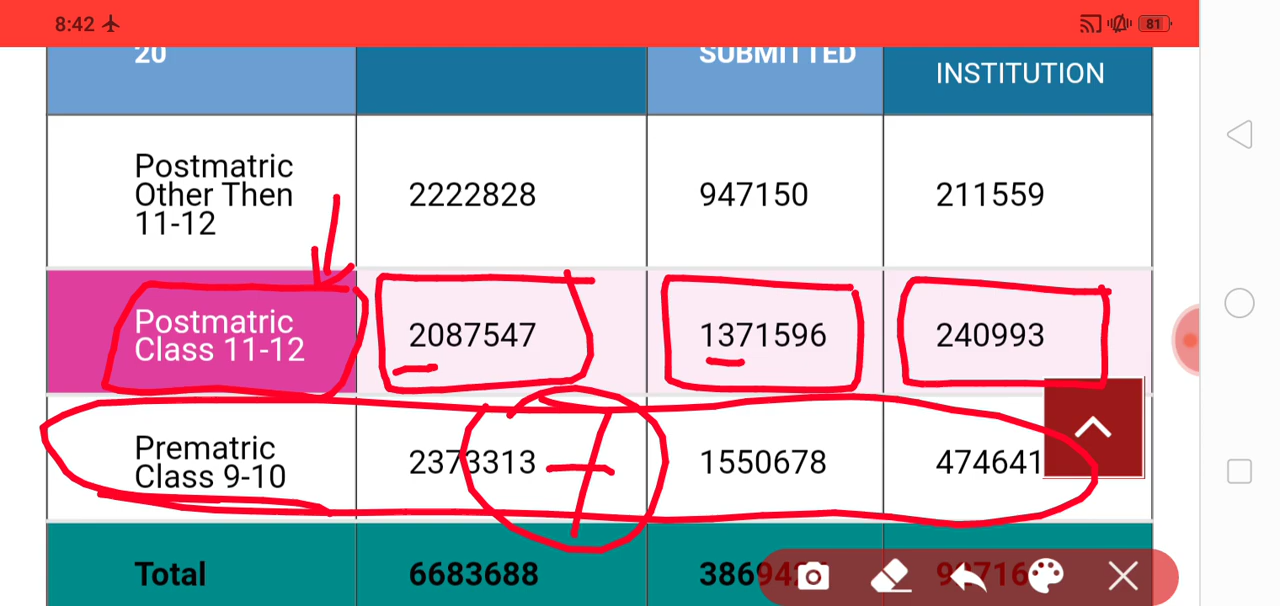 8:42 81
20 SUBMITTED
INSTITUTION
Postmatric
Other Then
11-12
2222828 947150 211559
Postmatric
Class 11-12
2087547 1371596 240993
Prematric
Class 9-10
2373313 1550678 474641
Total 6683688